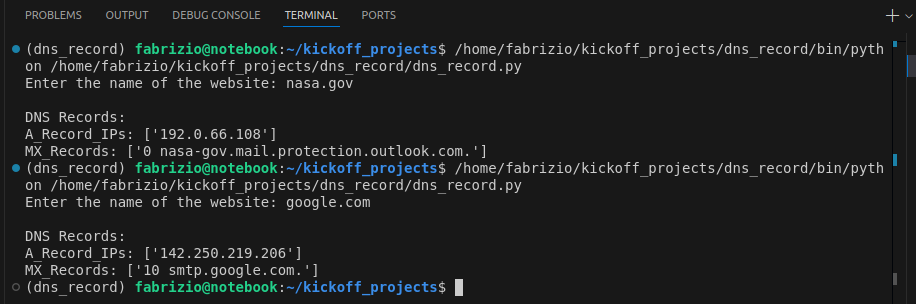 PROBLEMS OUTPUT DEBUG CONSOLE TERMINAL PORTS
(dns_record) fabrizio@notebook:~/kickoff_projects$ /home/fabrizio/kickoff_projects/dns_record/bin/pyth
on /home/fabrizio/kickoff_projects/dns_record/dns_record.py
Enter the name of the website: nasa.gov
DNS Records:
A_Record_IPs: ['192.0.66.108']
MX_Records: ['0 nasa-gov.mail.protection.outlook.com.']
(dns_record) fabrizio@notebook:~/kickoff_projects$ /home/fabrizio/kickoff_projects/dns_record/bin/pyth
on /home/fabrizio/kickoff_projects/dns_record/dns_record.py
Enter the name of the website: google.com
DNS Records:
A_Record_IPs: ['142.250.219.206']
MX_Records: ['10 smtp.google.com.']
(dns_record) fabrizio@notebook:~/kickoff_projects$